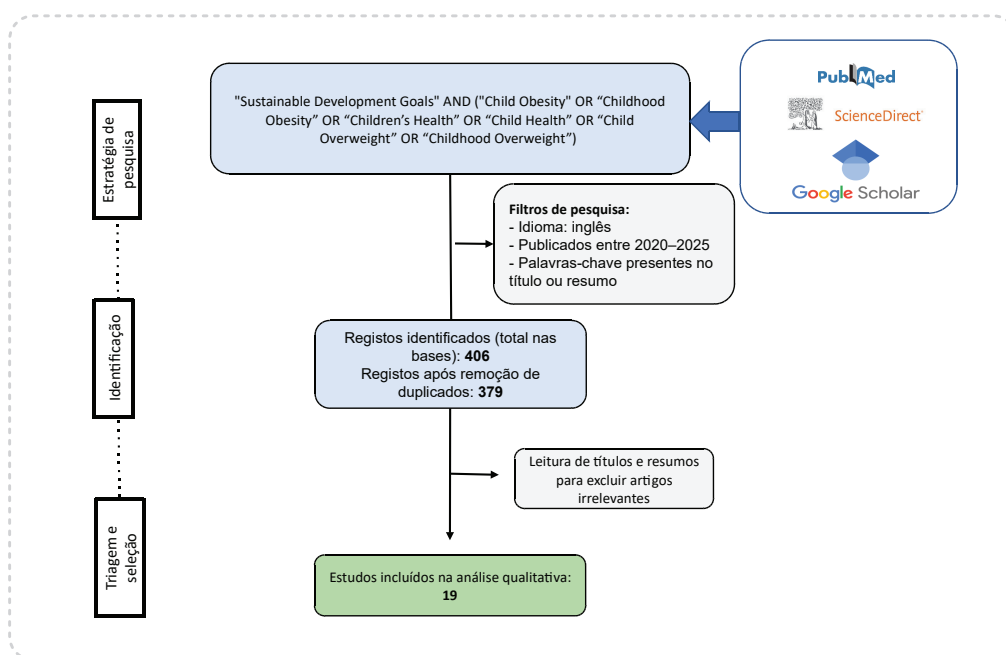 "Sustainable Development Goals" AND ("Child Obesity" OR “Childhood
Obesity” OR “Children’s Health” OR “Child Health” OR “Child
Overweight” OR “Childhood Overweight”)
PubMed
ScienceDirect
Google Scholar
Estratégia de
pesquisa
Filtros de pesquisa:
- Idioma: inglês
- Publicados entre 2020–2025
- Palavras-chave presentes no
título ou resumo
Identificação
Registos identificados (total nas
bases): 406
Registos após remoção de
duplicados: 379
Leitura de títulos e resumos
para excluir artigos
irrelevantes
Triagem e
seleção
Estudos incluídos na análise qualitativa:
19